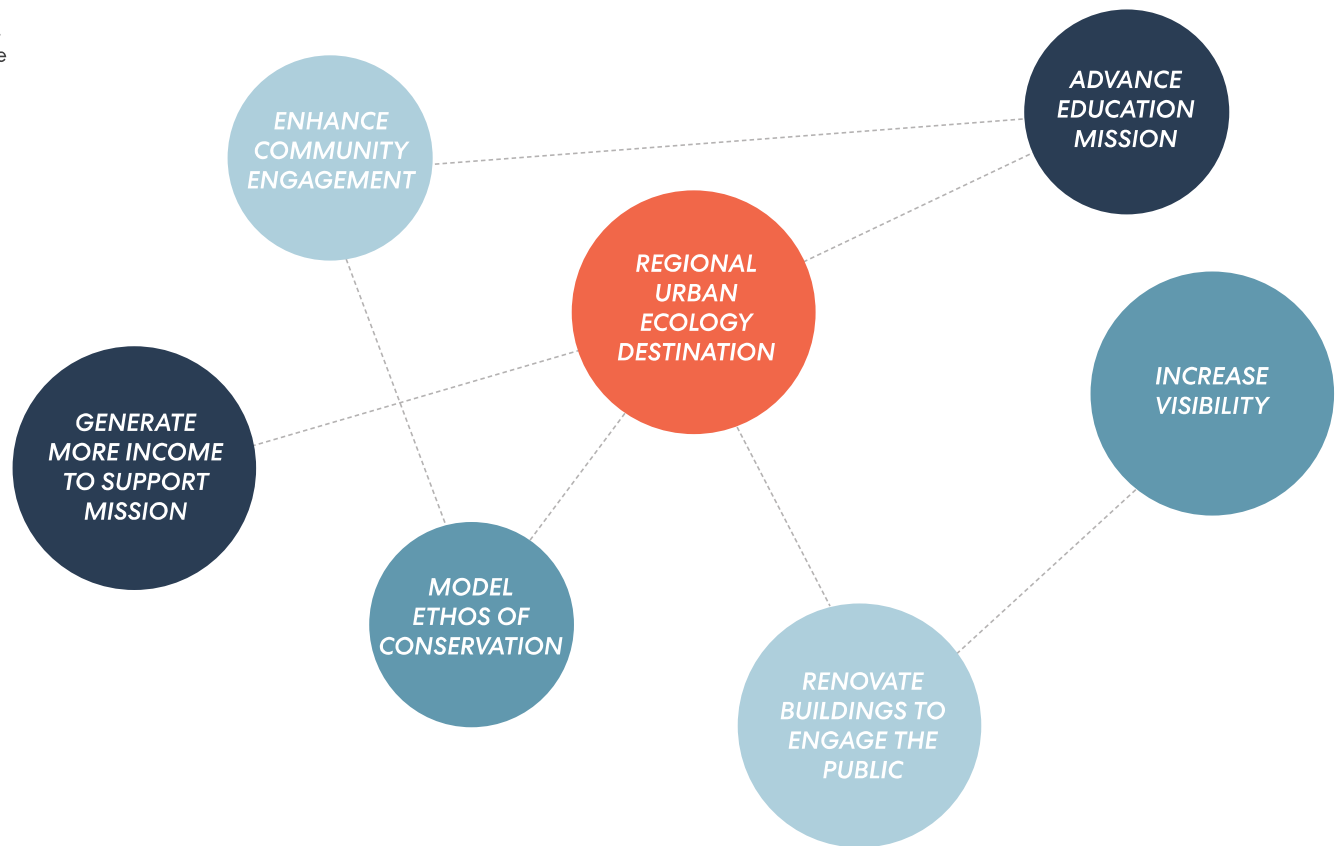 e
ENHANCE
COMMUNITY
ENGAGEMENT
ADVANCE
EDUCATION
MISSION
REGIONAL
URBAN
ECOLOGY
DESTINATION
INCREASE
VISIBILITY
GENERATE
MORE INCOME
TO SUPPORT
MISSION
MODEL
ETHOS OF
CONSERVATION
RENOVATE
BUILDINGS TO
ENGAGE THE
PUBLIC